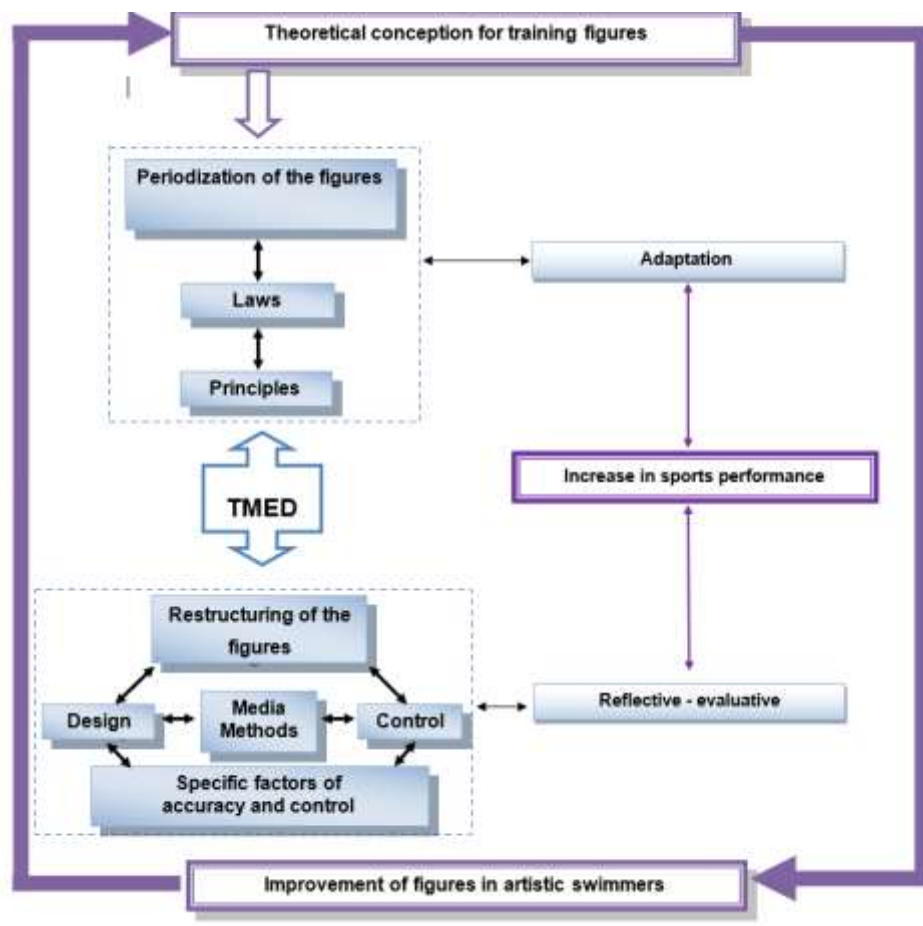 Theoretical conception for training figures
Periodization of the figures
Adaptation
Laws
Principles
Increase in sports performance
TMED
Restructuring of the
figures
Reflective - evaluative
Design
Media
Methods
Control
Specific factors of
accuracy and control
Improvement of figures in artistic swimmers